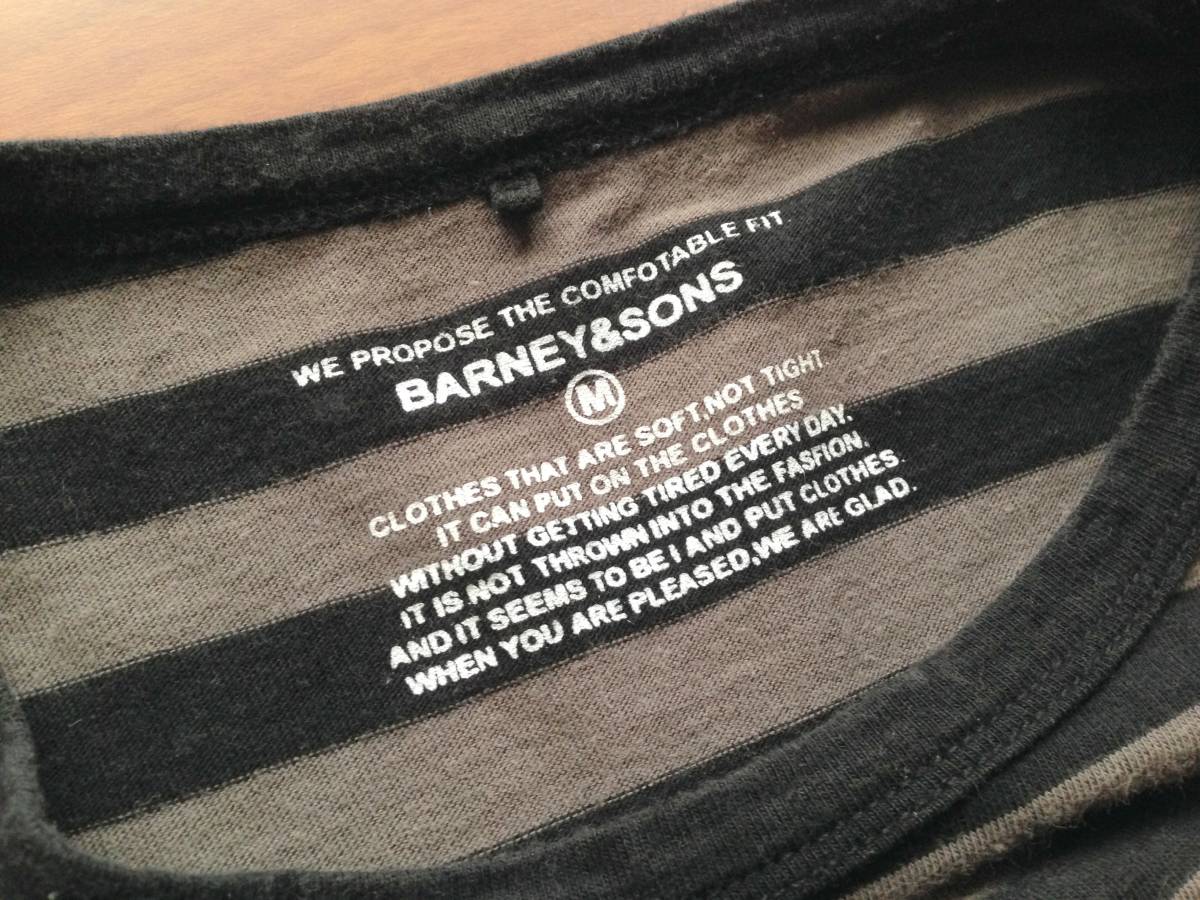 WE PROPOSE THE COMFOTABLE FIT
BARNEY&SONS
M
CLOTHES THAT ARE SOFT,NOT TIGHT.
IT CAN PUT ON THE CLOTHES
WITHOUT GETTING TIRED EVERY DAY.
IT IS NOT THROWN INTO THE FASFION.
AND IT SEEMS TO BE I AND PUT CLOTHES.
WHEN YOU ARE PLEASED,WE ARE GLAD.